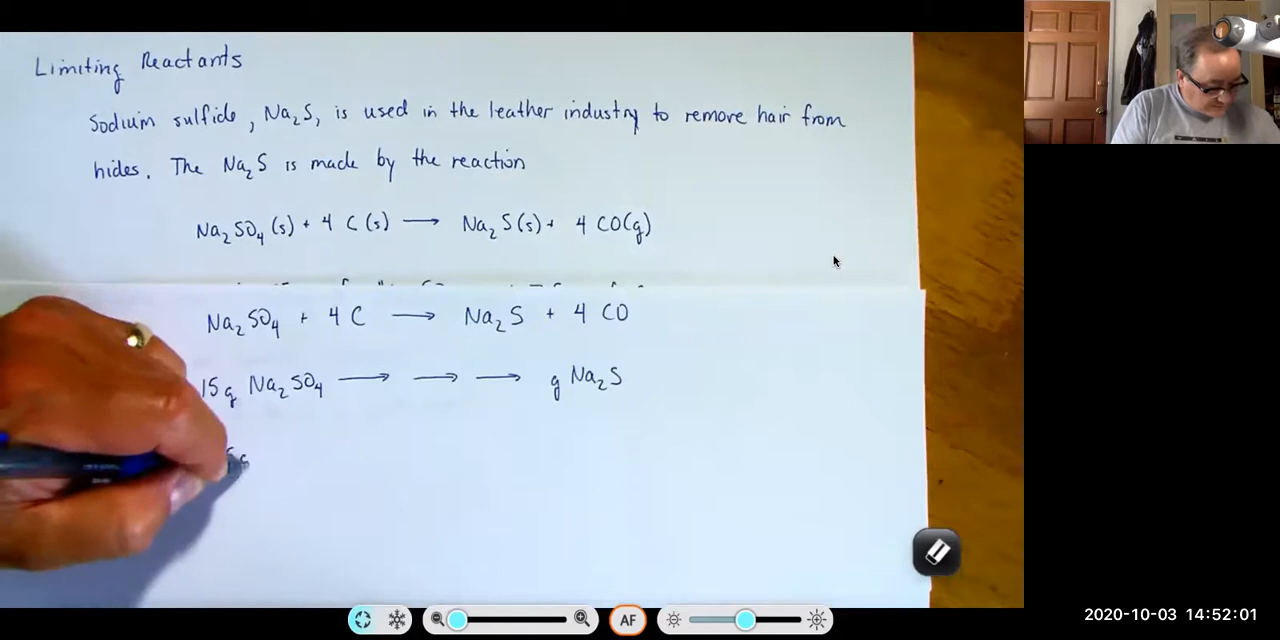 Limiting Reactants
Sodium sulfide, Na₂S, is used in the leather industry to remove hair from
hides. The Na₂S is made by the reaction
Na₂SO₄(s) + 4 C(s) → Na₂S(s) + 4 CO(g)
Na₂SO₄ + 4 C → Na₂S + 4 CO
15g Na₂SO₄ → → → g Na₂S
AF
2020-10-03 14:52:01